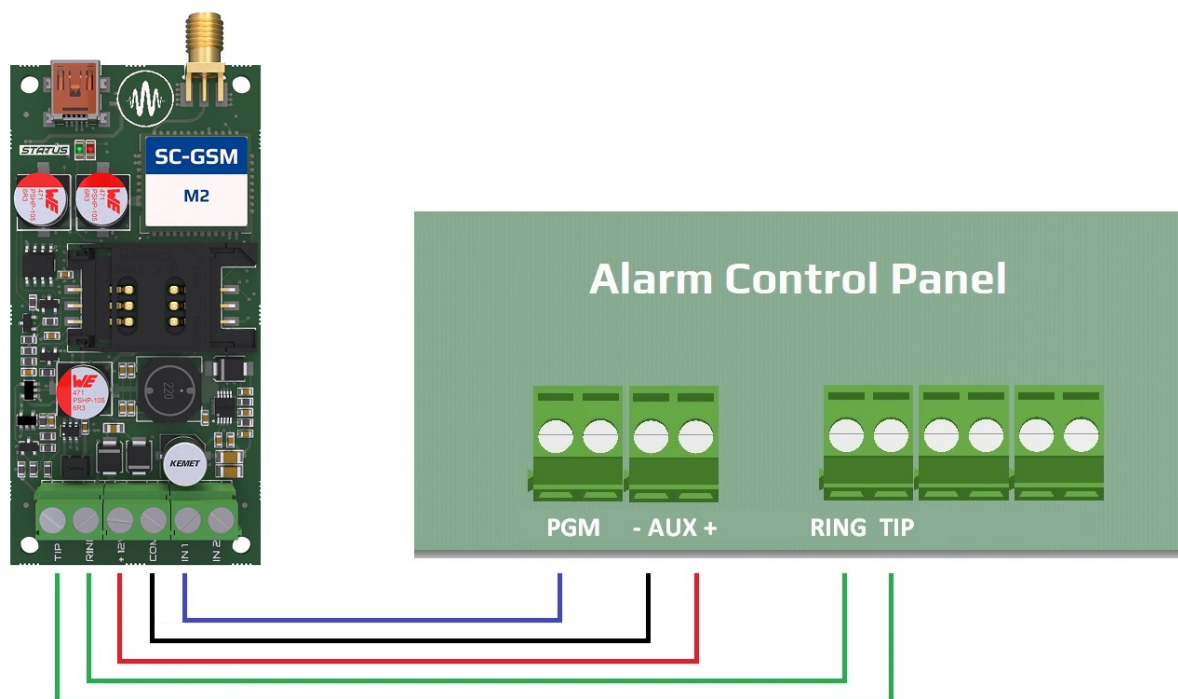 STATUS
SC-GSM
M2
WE
471
PSHP-105
6R3
WE
471
PSHP-105
6R3
220
WE
471
PSHP-105
6R3
KEMET
TIP
RING
+ 12V
COM
IN 1
IN 2
Alarm Control Panel
PGM - AUX + RING TIP